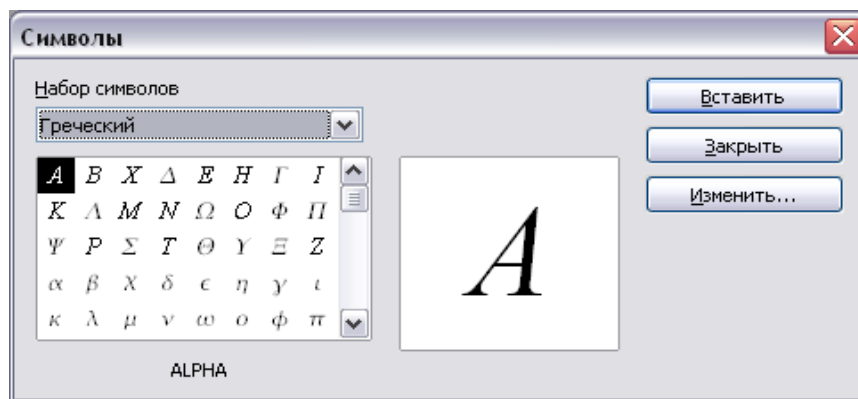 Символы
Набор символов
Греческий
Вставить
Закрыть
Изменить...
Α Β Χ Δ Ε Η Γ Ι
Κ Λ Μ Ν Ω Ο Φ Π
Ψ Ρ Σ Τ Θ Υ Ξ Ζ
α β χ δ ϵ η γ ι
κ λ μ ν ω ο ϕ π
Α
ALPHA